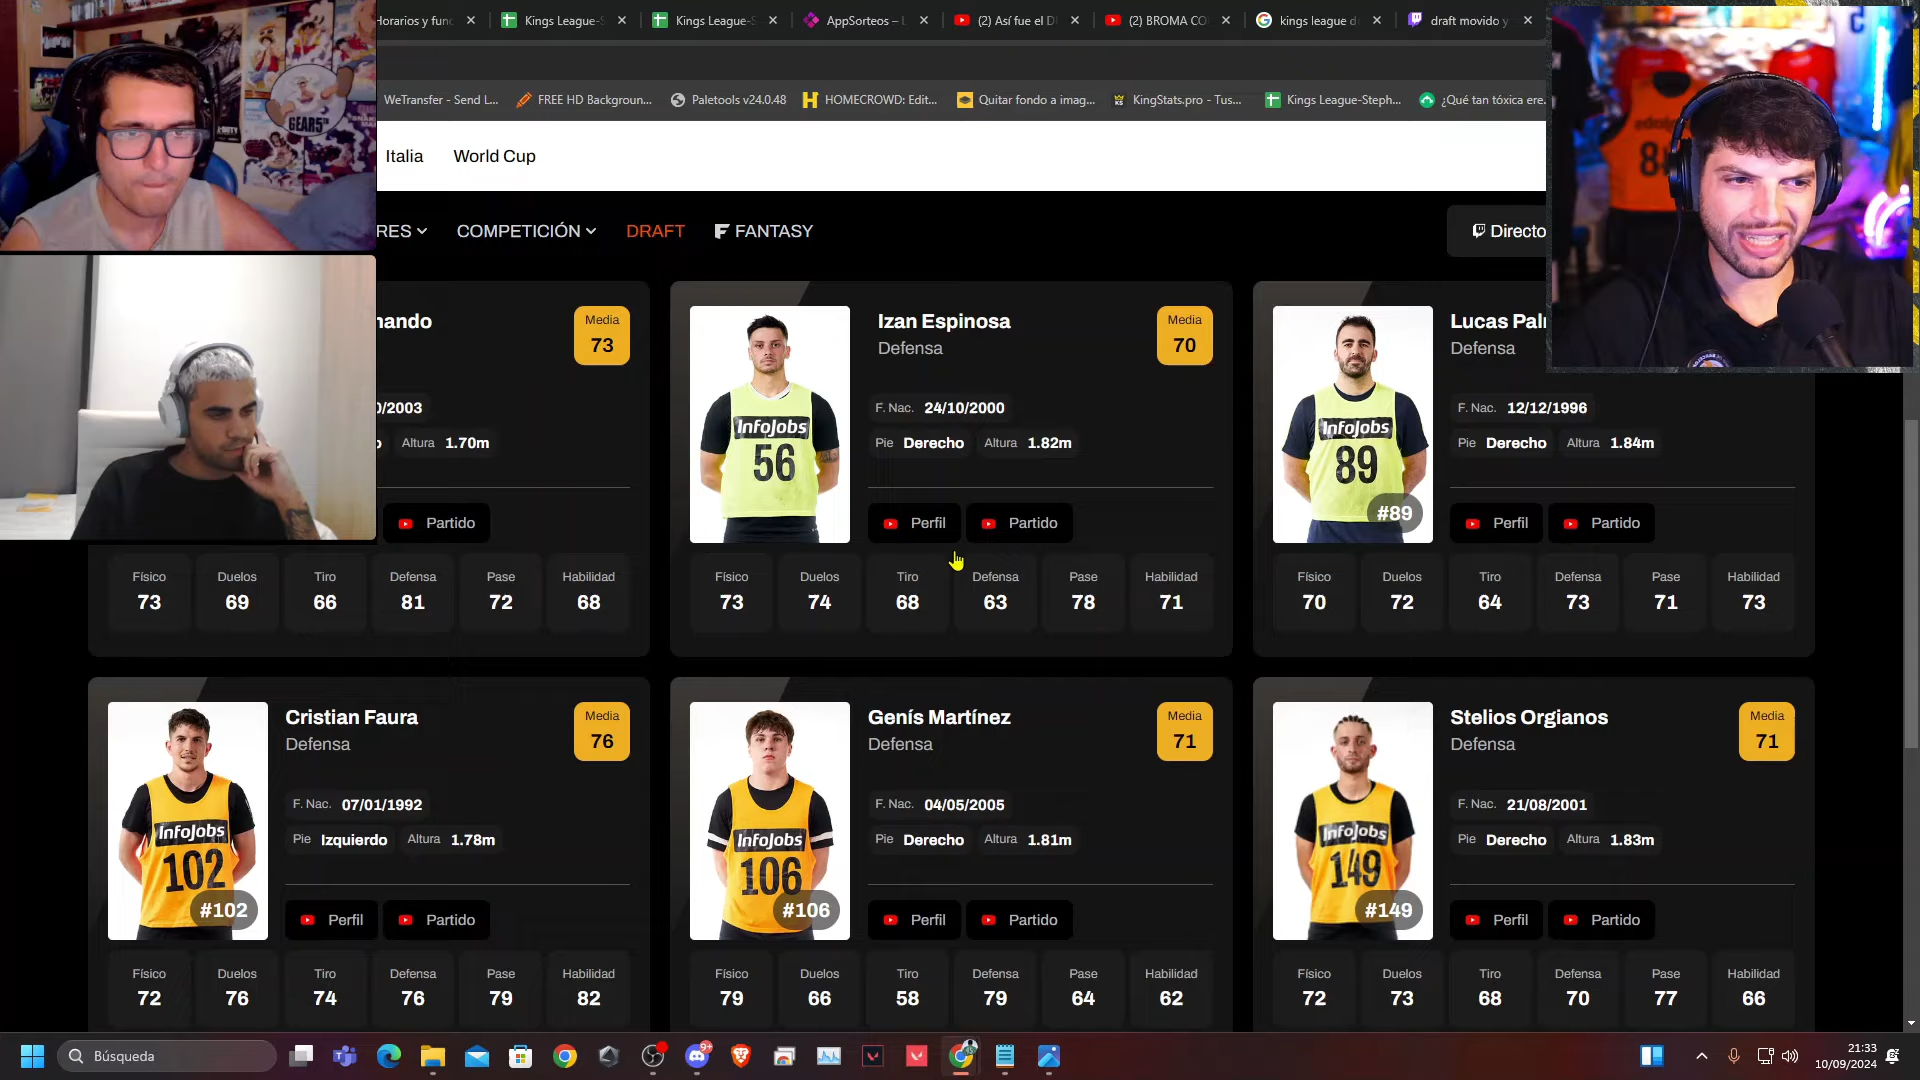 Horarios y func
Kings League-S
Kings League-S
AppSorteos – L
(2) Así fue el D
(2) BROMA CO
kings league d
draft movido y
WeTransfer - Send L...
FREE HD Backgroun...
Paletools v24.0.48
HOMECROWD: Edit...
Quitar fondo a imag...
KingStats.pro - Tus...
Kings League-Steph...
¿Qué tan tóxica ere...
Italia
World Cup
RES
COMPETICIÓN
DRAFT
FANTASY
Directo
GEAR5
nando
Media
73
0/2003
Altura 1.70m
Partido
Físico
73
Duelos
69
Tiro
66
Defensa
81
Pase
72
Habilidad
68
Izan Espinosa
Defensa
Media
70
F. Nac. 24/10/2000
Pie Derecho
Altura 1.82m
InfoJobs
56
Perfil
Partido
Físico
73
Duelos
74
Tiro
68
Defensa
63
Pase
78
Habilidad
71
Lucas Pal
Defensa
F. Nac. 12/12/1996
Pie Derecho
Altura 1.84m
InfoJobs
89
#89
Perfil
Partido
Físico
70
Duelos
72
Tiro
64
Defensa
73
Pase
71
Habilidad
73
Cristian Faura
Defensa
Media
76
F. Nac. 07/01/1992
Pie Izquierdo
Altura 1.78m
InfoJobs
102
#102
Perfil
Partido
Físico
72
Duelos
76
Tiro
74
Defensa
76
Pase
79
Habilidad
82
Genís Martínez
Defensa
Media
71
F. Nac. 04/05/2005
Pie Derecho
Altura 1.81m
InfoJobs
106
#106
Perfil
Partido
Físico
79
Duelos
66
Tiro
58
Defensa
79
Pase
64
Habilidad
62
Stelios Orgianos
Defensa
Media
71
F. Nac. 21/08/2001
Pie Derecho
Altura 1.83m
InfoJobs
149
#149
Perfil
Partido
Físico
72
Duelos
73
Tiro
68
Defensa
70
Pase
77
Habilidad
66
Búsqueda
9+
21:33
10/09/2024